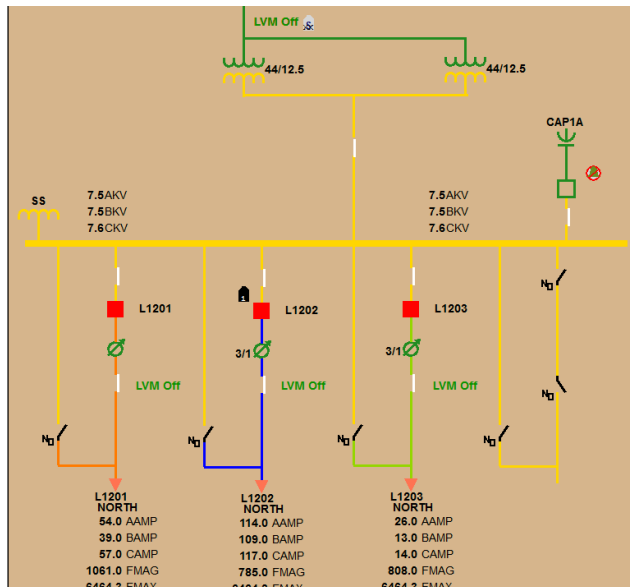 LVM Off
44/12.5
44/12.5
CAP1A
SS
7.5AKV
7.5BKV
7.6CKV
7.5AKV
7.5BKV
7.6CKV
NO
1
L1201
L1202
L1203
3/1
3/1
LVM Off
LVM Off
LVM Off
NO
NO
NO
NO
L1201
NORTH
54.0 AAMP
39.0 BAMP
57.0 CAMP
1061.0 FMAG
L1202
NORTH
114.0 AAMP
109.0 BAMP
117.0 CAMP
785.0 FMAG
L1203
NORTH
26.0 AAMP
13.0 BAMP
14.0 CAMP
808.0 FMAG